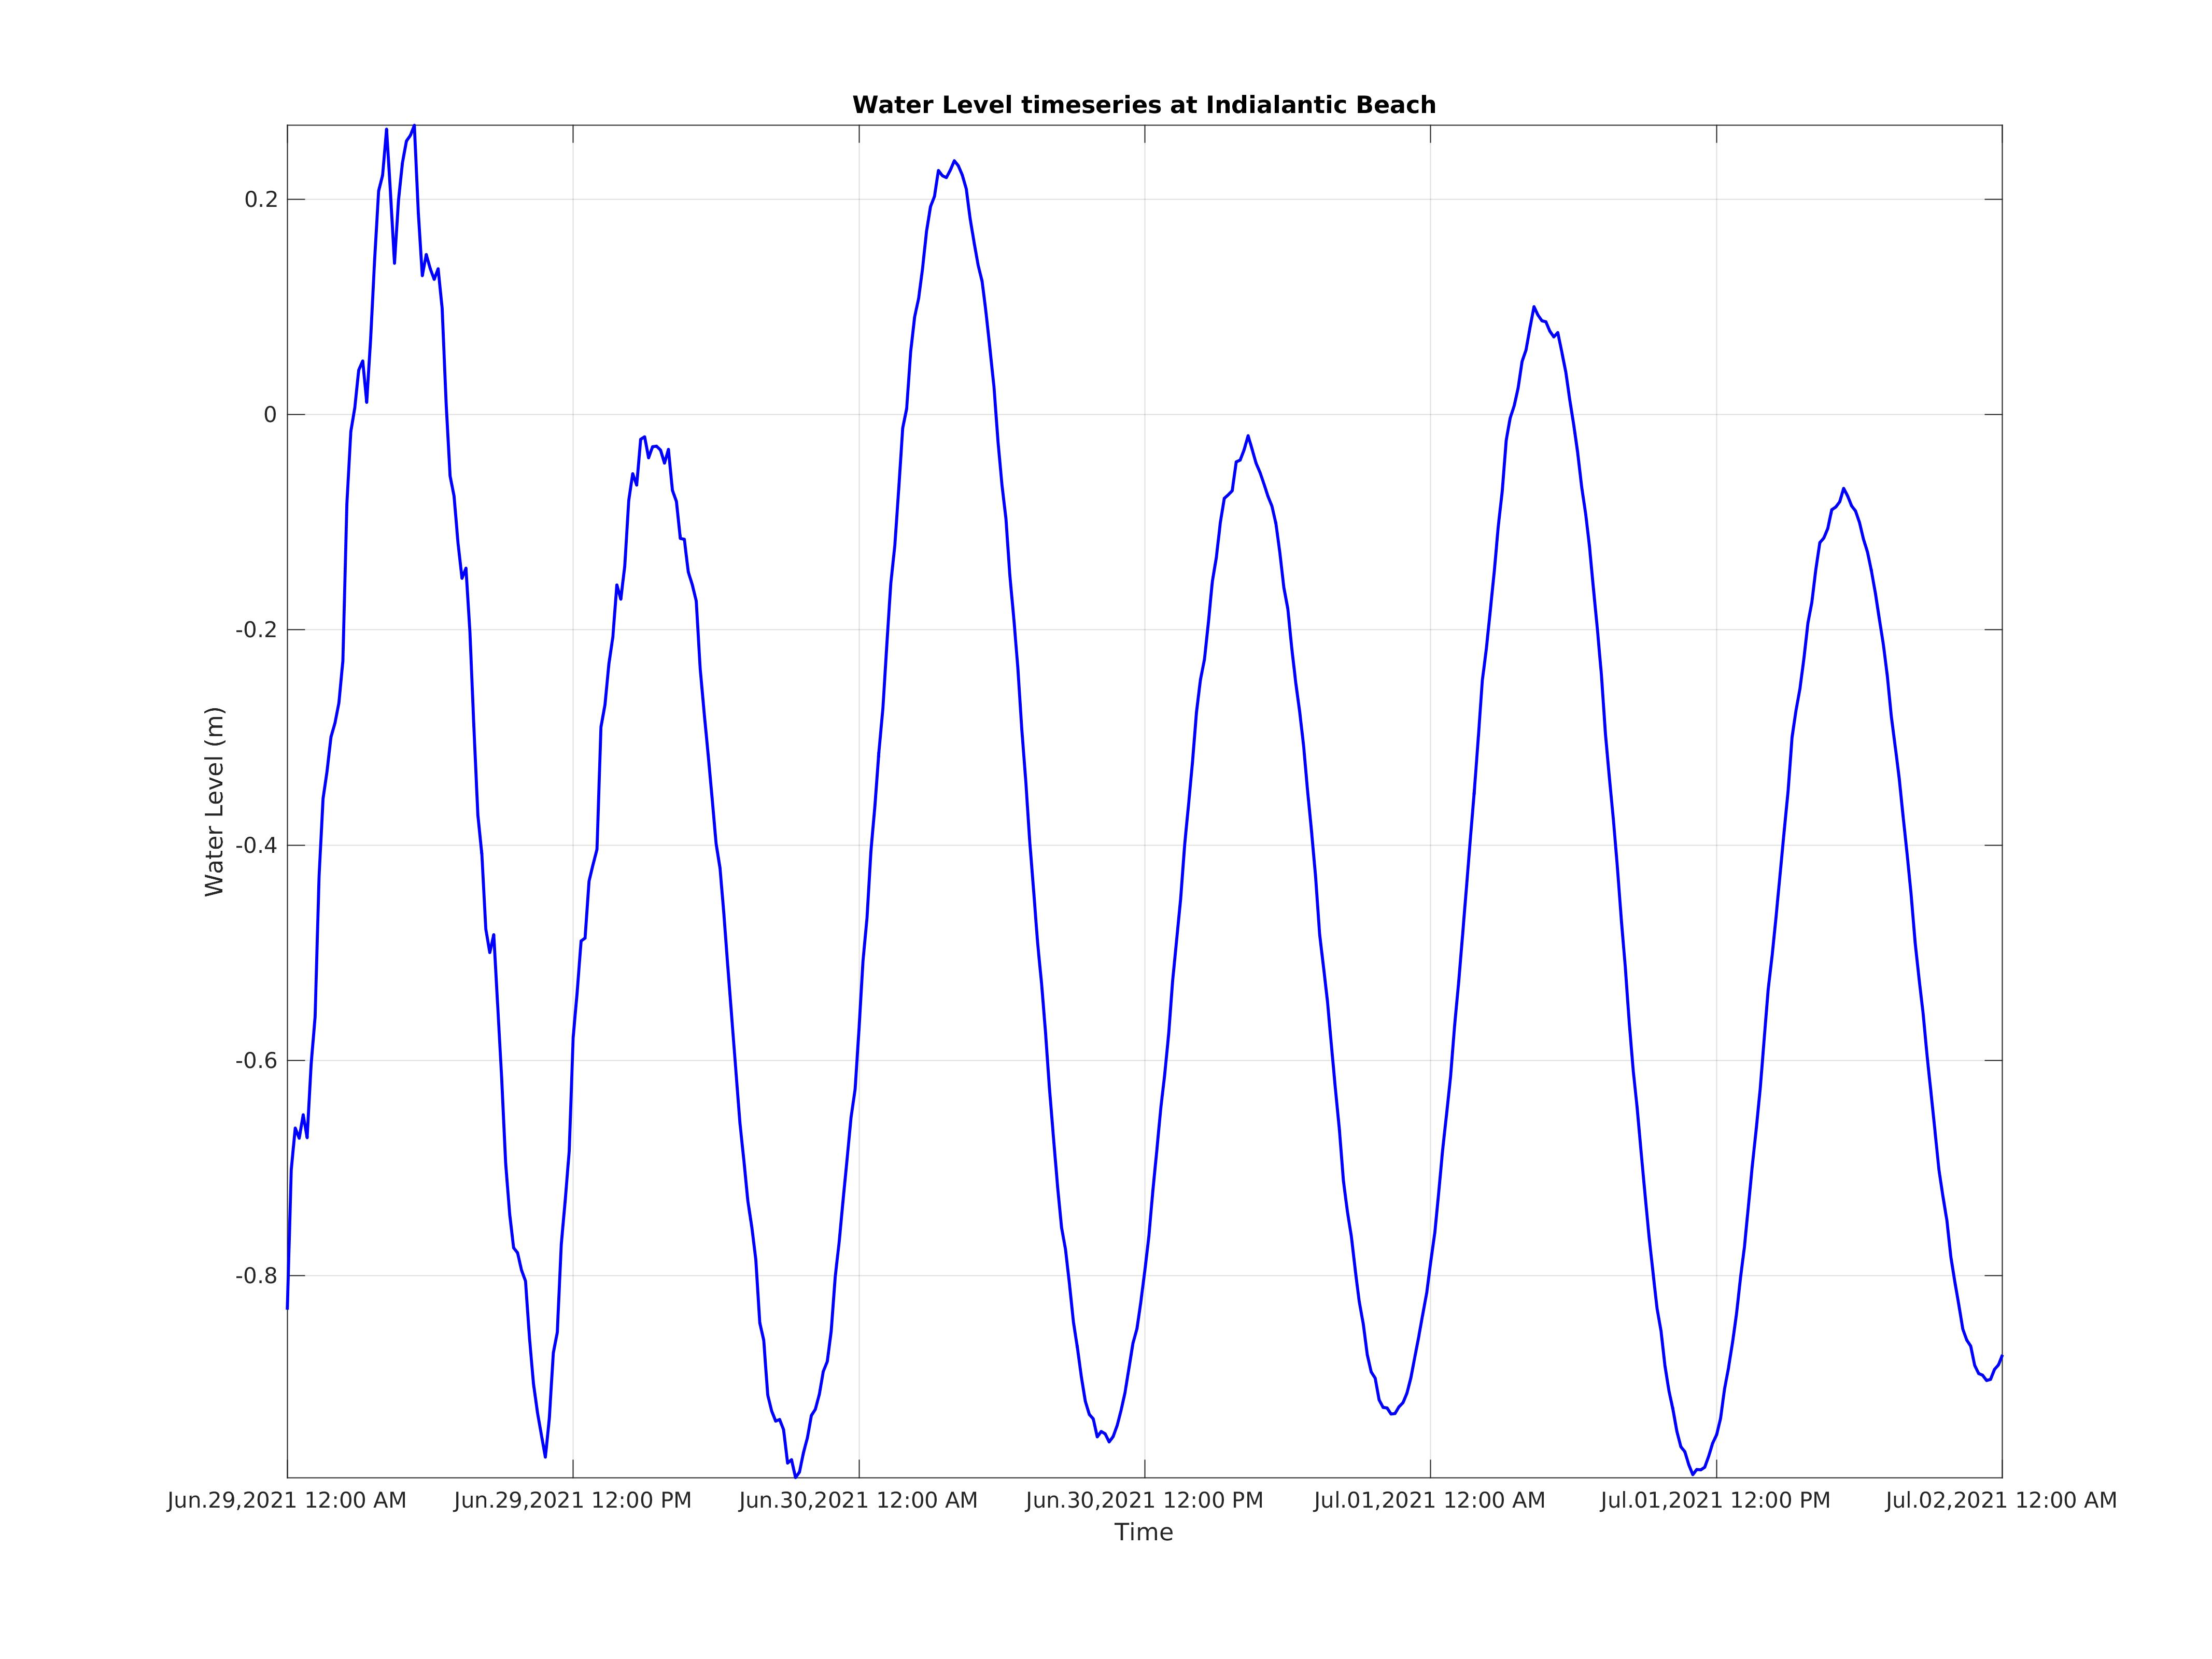 Water Level timeseries at Indialantic Beach
0.2
0
-0.2
-0.4
-0.6
-0.8
Water Level (m)
Jun.29,2021 12:00 AM
Jun.29,2021 12:00 PM
Jun.30,2021 12:00 AM
Jun.30,2021 12:00 PM
Jul.01,2021 12:00 AM
Jul.01,2021 12:00 PM
Jul.02,2021 12:00 AM
Time